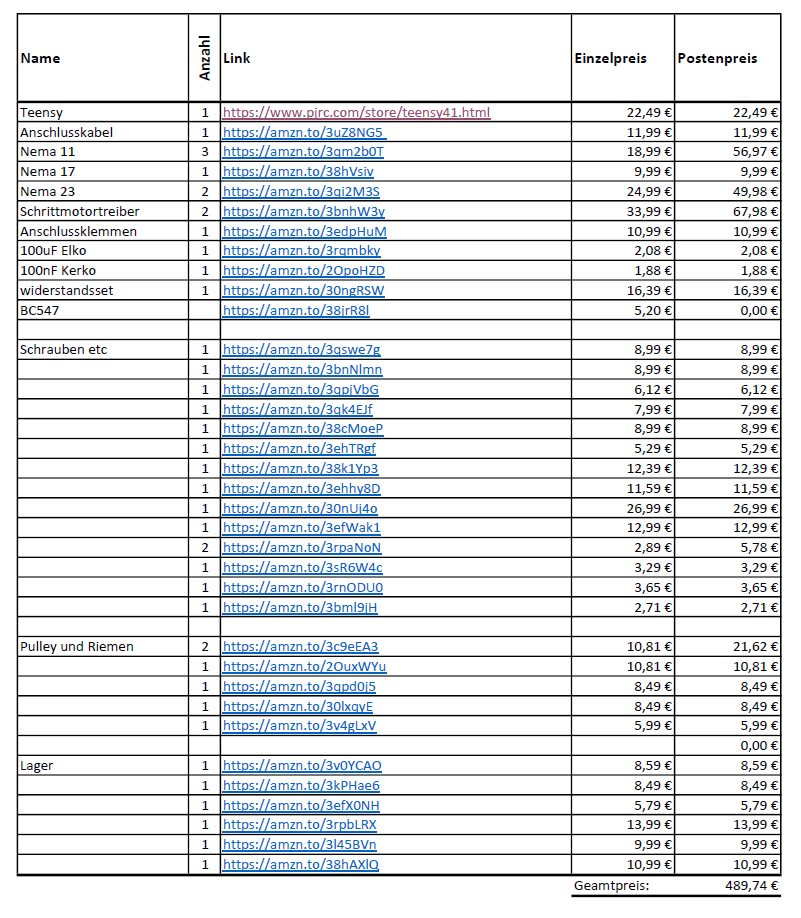 Name Anzahl Link Einzelpreis Postenpreis
Teensy 1 https://www.pjrc.com/store/teensy41.html 22,49 € 22,49 €
Anschlusskabel 1 https://amzn.to/3uZ8NG5 11,99 € 11,99 €
Nema 11 3 https://amzn.to/3qm2b0T 18,99 € 56,97 €
Nema 17 1 https://amzn.to/38hVsiv 9,99 € 9,99 €
Nema 23 2 https://amzn.to/3qi2M3S 24,99 € 49,98 €
Schrittmotortreiber 2 https://amzn.to/3bnhW3y 33,99 € 67,98 €
Anschlussklemmen 1 https://amzn.to/3edpHuM 10,99 € 10,99 €
100uF Elko 1 https://amzn.to/3rqmbky 2,08 € 2,08 €
100nF Kerko 1 https://amzn.to/2OpoHZD 1,88 € 1,88 €
widerstandsset 1 https://amzn.to/30ngRSW 16,39 € 16,39 €
BC547 https://amzn.to/38jrR8l 5,20 € 0,00 €
Schrauben etc 1 https://amzn.to/3qswe7g 8,99 € 8,99 €
1 https://amzn.to/3bnNlmn 8,99 € 8,99 €
1 https://amzn.to/3qpjVbG 6,12 € 6,12 €
1 https://amzn.to/3qk4EJf 7,99 € 7,99 €
1 https://amzn.to/38cMoeP 8,99 € 8,99 €
1 https://amzn.to/3ehTRgf 5,29 € 5,29 €
1 https://amzn.to/38k1Yp3 12,39 € 12,39 €
1 https://amzn.to/3ehhy8D 11,59 € 11,59 €
1 https://amzn.to/30nUj4o 26,99 € 26,99 €
1 https://amzn.to/3efWak1 12,99 € 12,99 €
2 https://amzn.to/3rpaNoN 2,89 € 5,78 €
1 https://amzn.to/3sR6W4c 3,29 € 3,29 €
1 https://amzn.to/3rnODU0 3,65 € 3,65 €
1 https://amzn.to/3bml9jH 2,71 € 2,71 €
Pulley und Riemen 2 https://amzn.to/3c9eEA3 10,81 € 21,62 €
1 https://amzn.to/2OuxWYu 10,81 € 10,81 €
1 https://amzn.to/3qpd0j5 8,49 € 8,49 €
1 https://amzn.to/30lxqyE 8,49 € 8,49 €
1 https://amzn.to/3v4gLxV 5,99 € 5,99 €
0,00 €
Lager 1 https://amzn.to/3v0YCAO 8,59 € 8,59 €
1 https://amzn.to/3kPHae6 8,49 € 8,49 €
1 https://amzn.to/3efX0NH 5,79 € 5,79 €
1 https://amzn.to/3rpbLRX 13,99 € 13,99 €
1 https://amzn.to/3l45BVn 9,99 € 9,99 €
1 https://amzn.to/38hAXlQ 10,99 € 10,99 €
Geamtpreis: 489,74 €